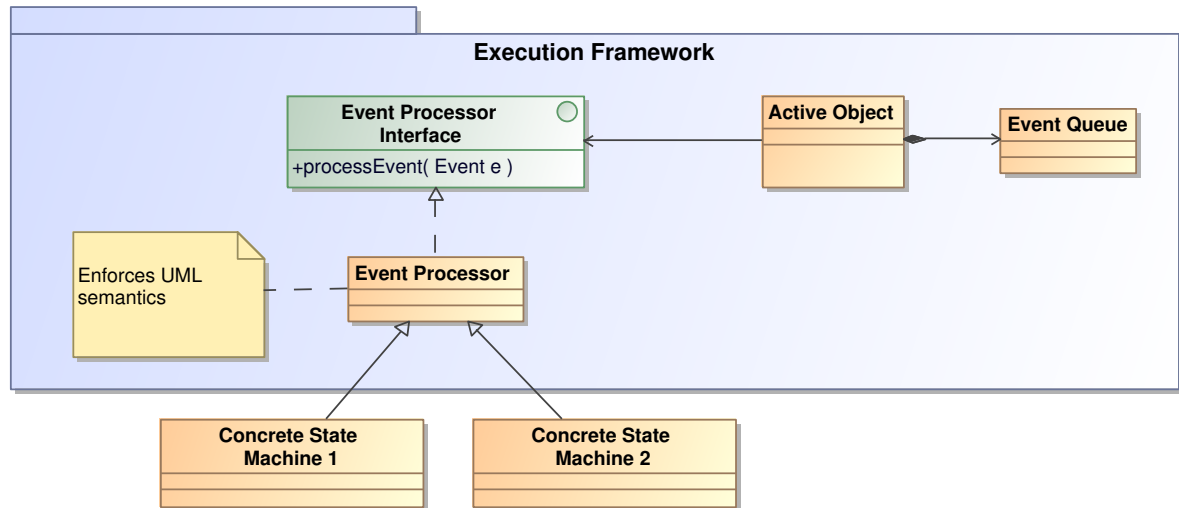 Execution Framework
Event Processor
Interface
+processEvent( Event e )
Active Object
Event Queue
Enforces UML
semantics
Event Processor
Concrete State
Machine 1
Concrete State
Machine 2